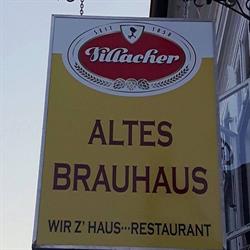 SEIT 1858
Villacher
ALTES
BRAUHAUS
WIR Z' HAUS···RESTAURANT